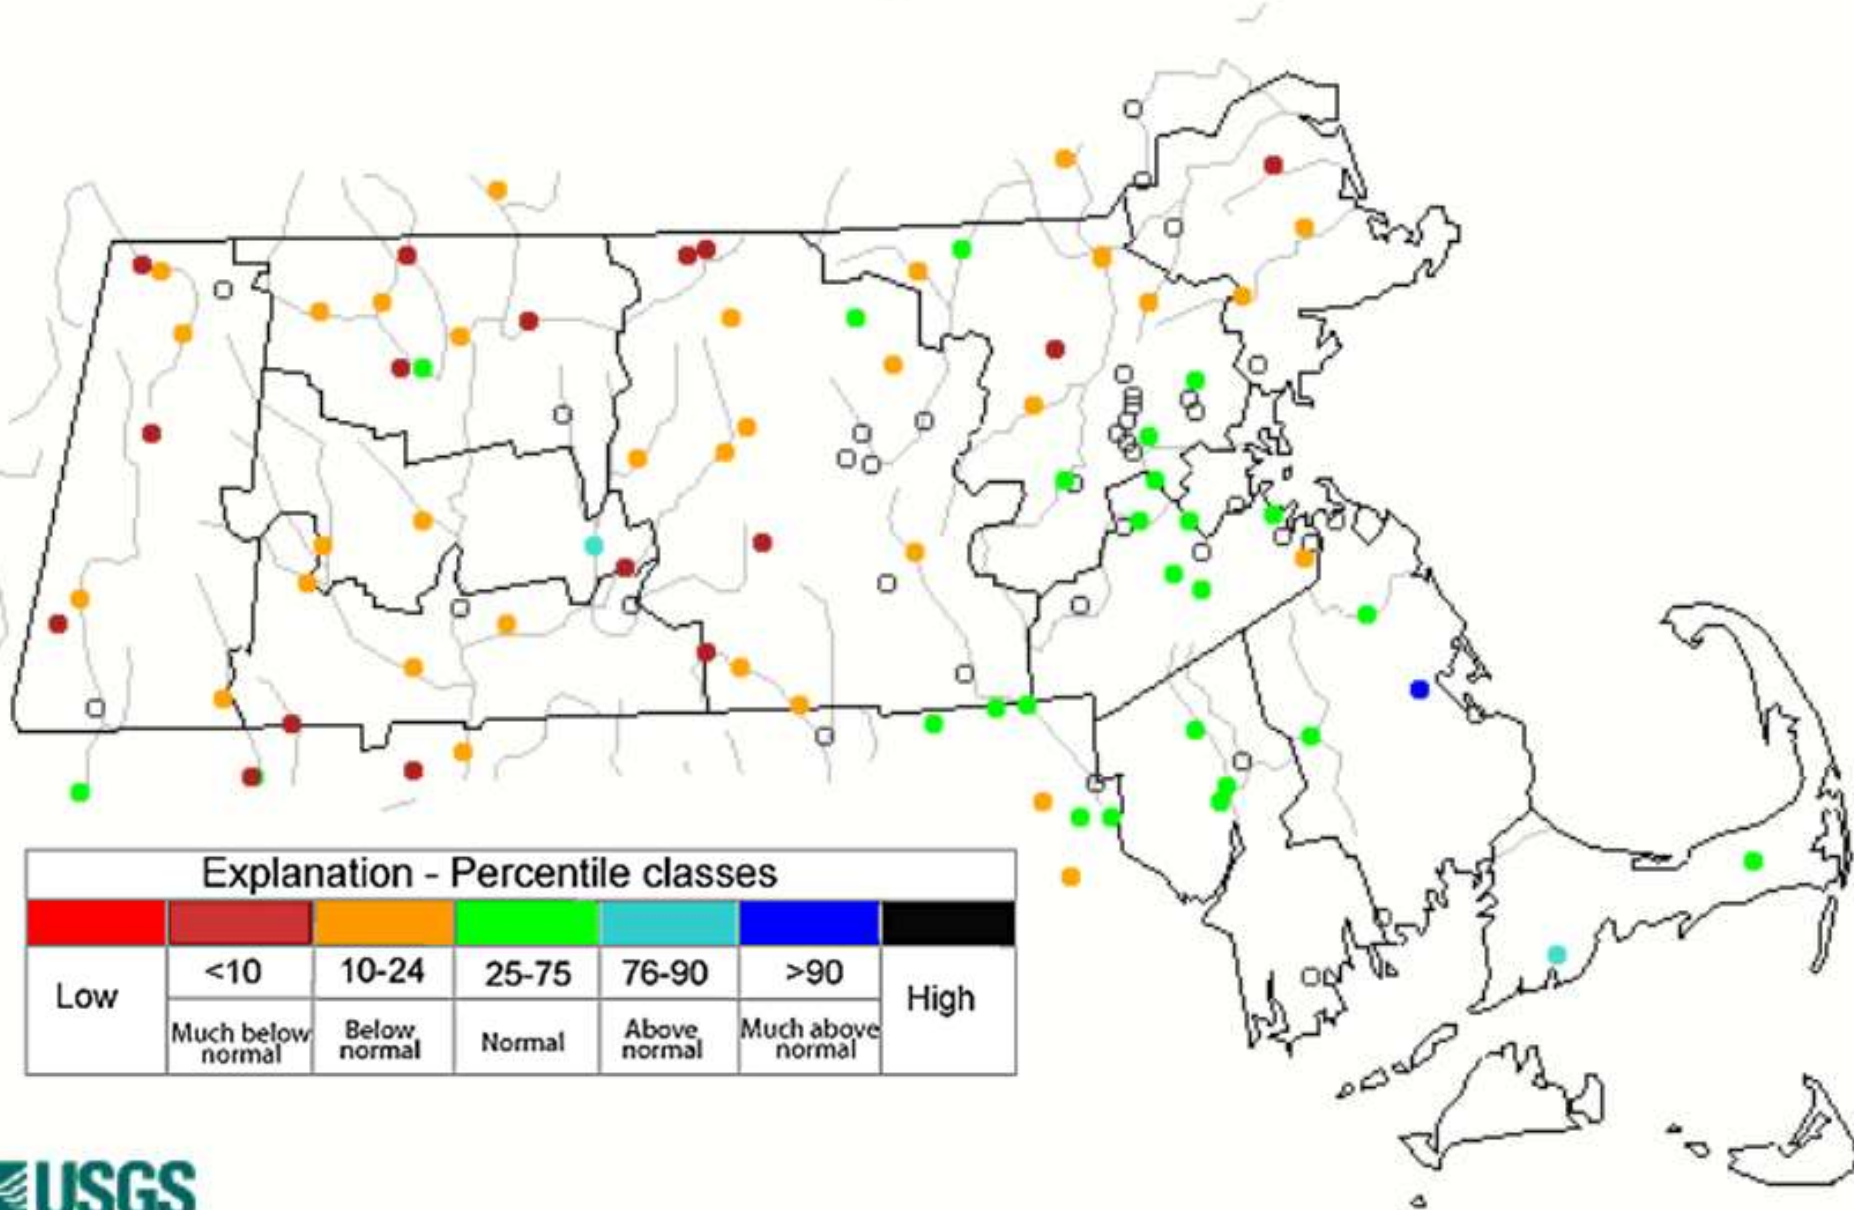 Explanation - Percentile classes
Low
<10
10-24
25-75
76-90
>90
High
Much below
normal
Below
normal
Normal
Above
normal
Much above
normal
USGS